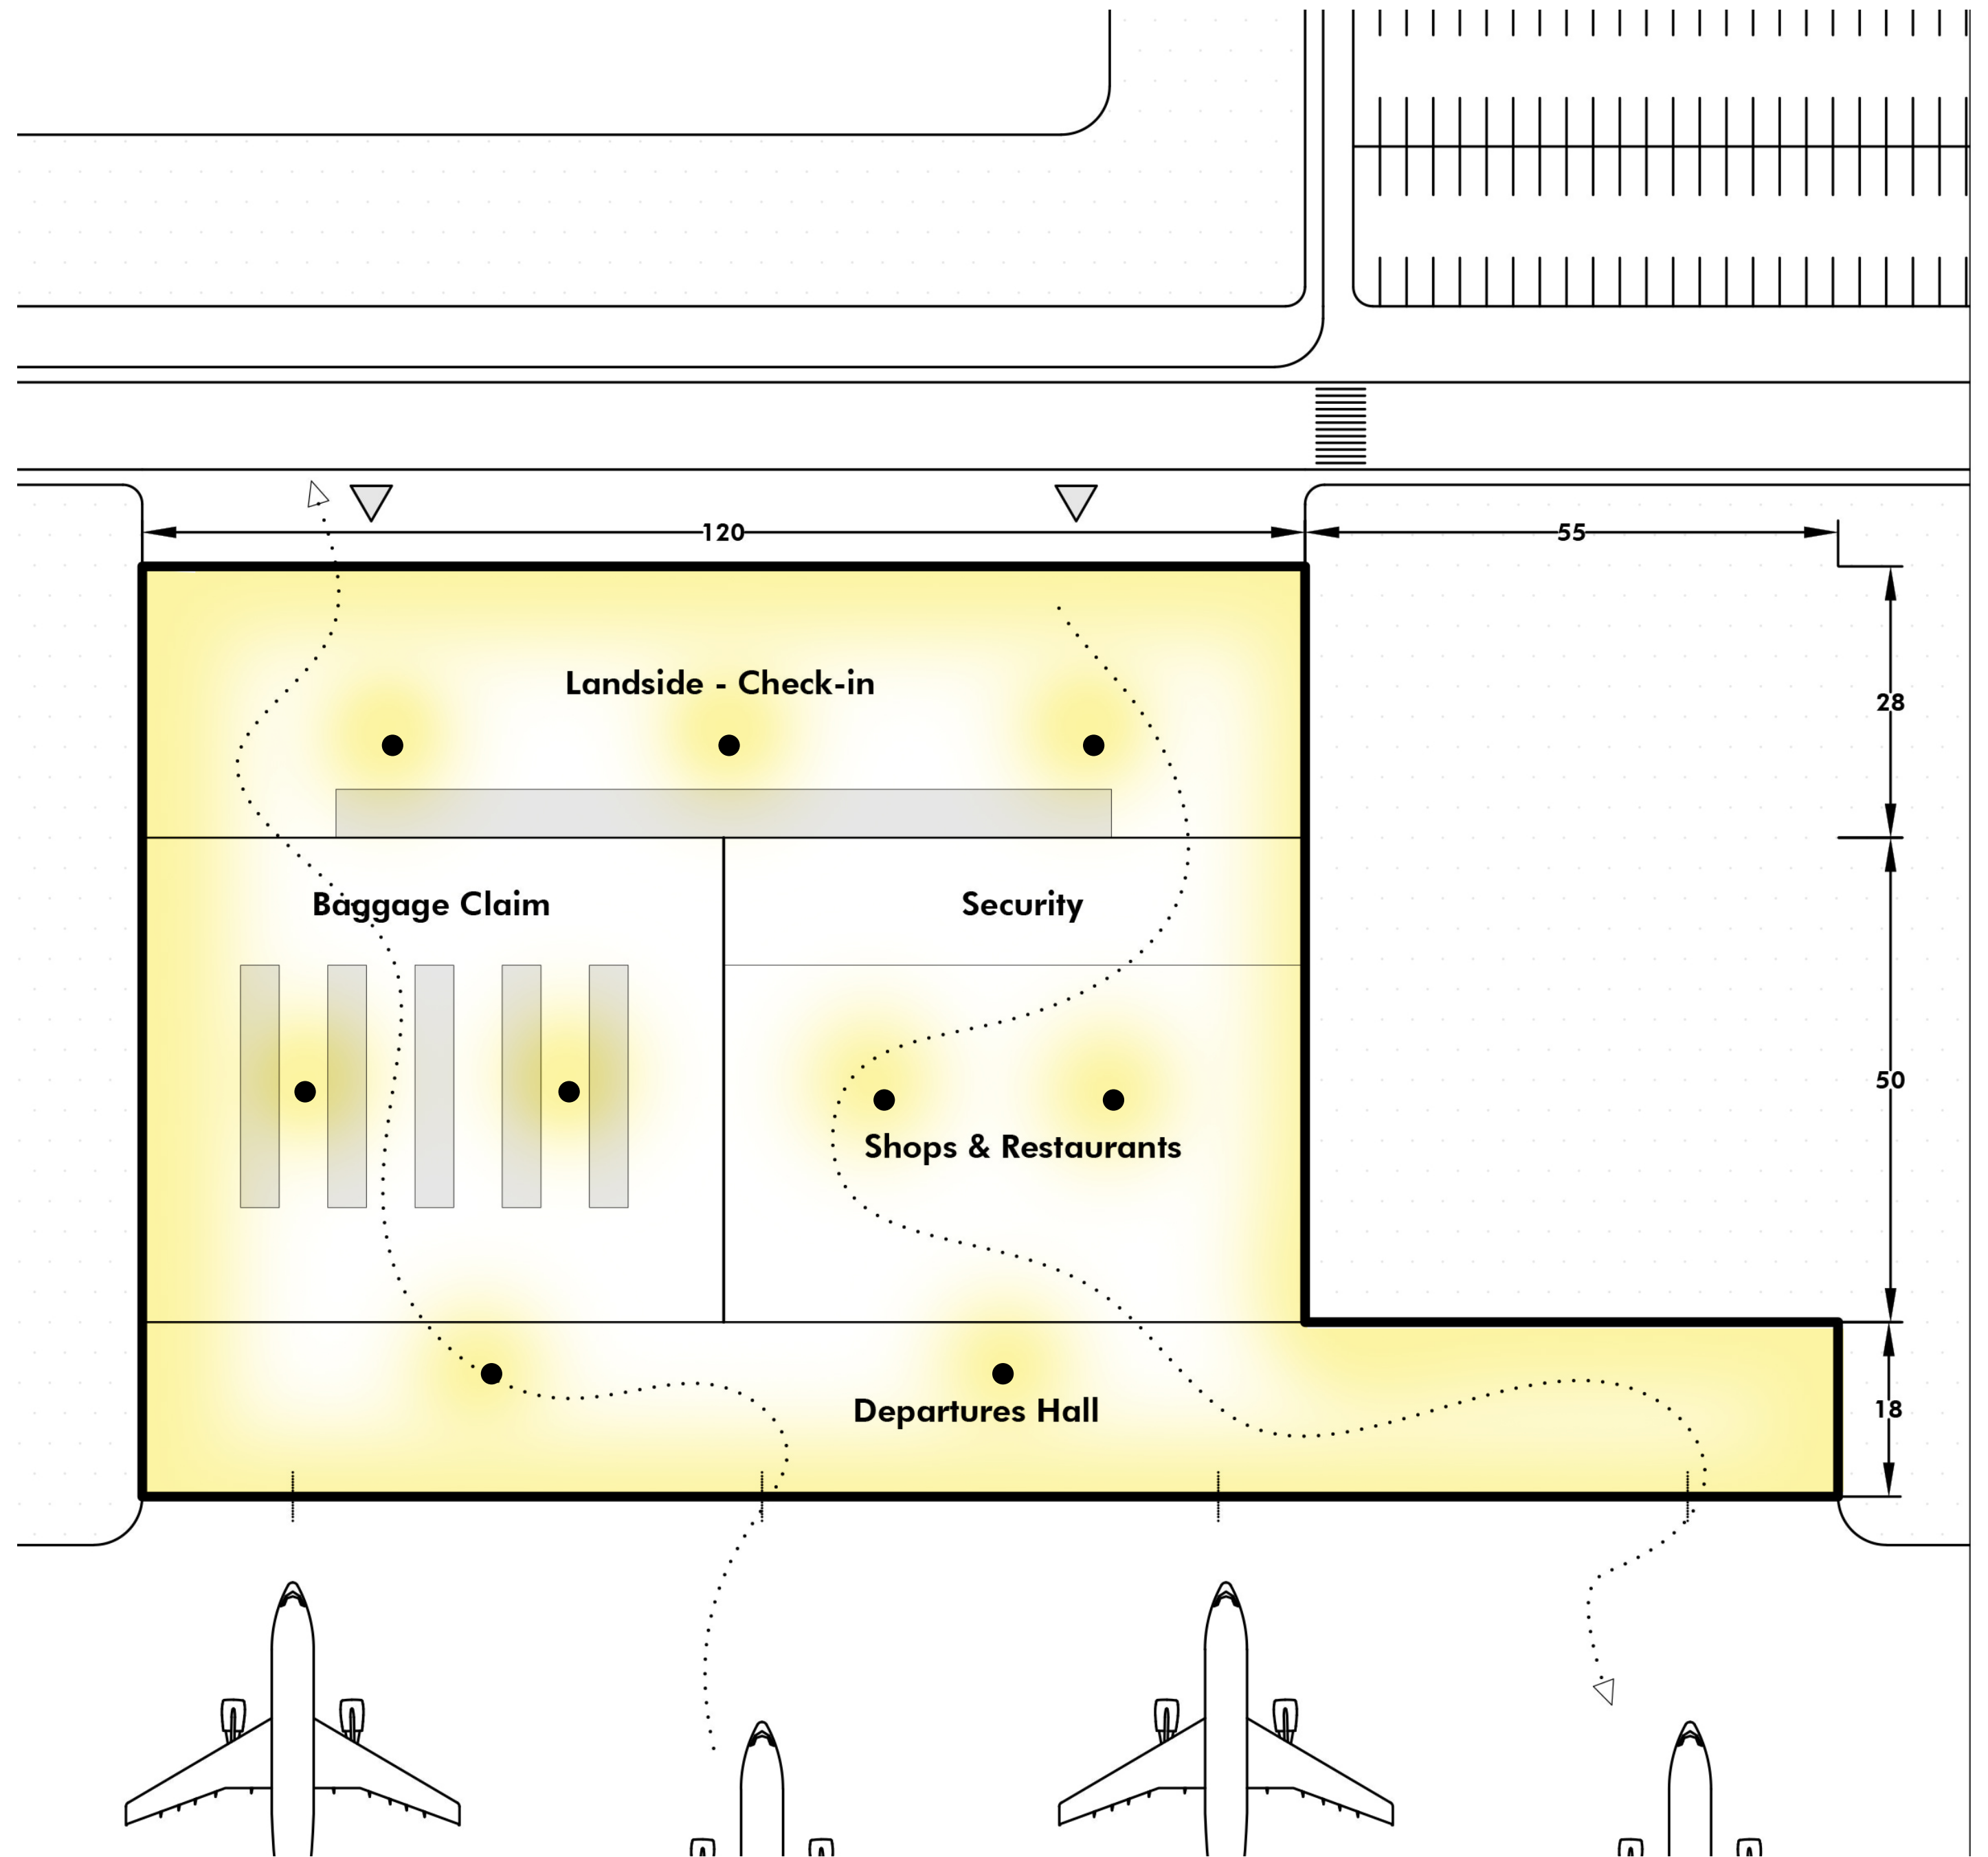 120
55
Landside - Check-in
28
Baggage Claim
Security
50
Shops & Restaurants
Departures Hall
18